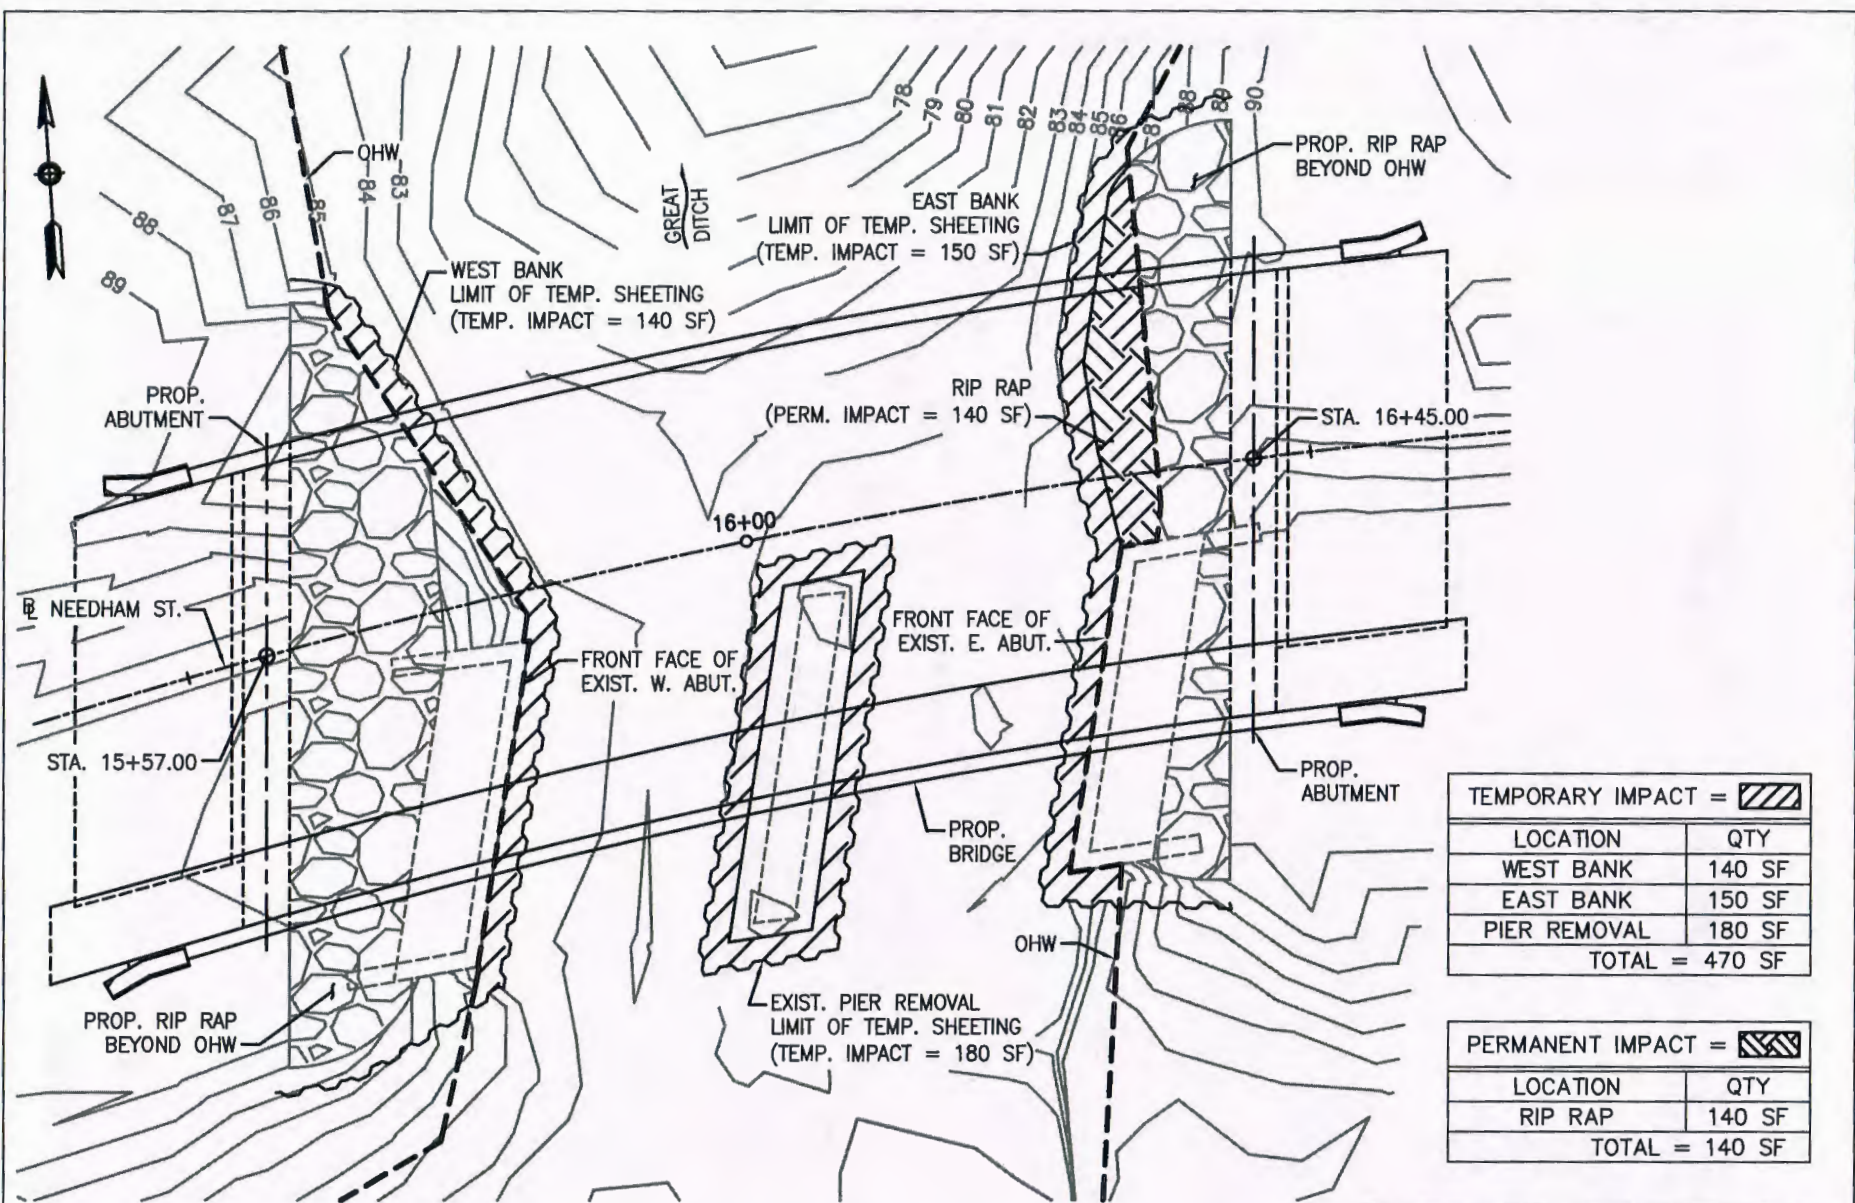 OHW
78
79
80
81
82
83
84
85
86
87
88
89
90
PROP. RIP RAP
BEYOND OHW
88
87
86
85
84
83
89
GREAT
DITCH
EAST BANK
LIMIT OF TEMP. SHEETING
(TEMP. IMPACT = 150 SF)
WEST BANK
LIMIT OF TEMP. SHEETING
(TEMP. IMPACT = 140 SF)
PROP.
ABUTMENT
RIP RAP
(PERM. IMPACT = 140 SF)
STA. 16+45.00
16+00
NEEDHAM ST.
FRONT FACE OF
EXIST. W. ABUT.
FRONT FACE OF
EXIST. E. ABUT.
STA. 15+57.00
PROP.
BRIDGE
PROP.
ABUTMENT
OHW
PROP. RIP RAP
BEYOND OHW
EXIST. PIER REMOVAL
LIMIT OF TEMP. SHEETING
(TEMP. IMPACT = 180 SF)
TEMPORARY IMPACT =
LOCATION QTY
WEST BANK 140 SF
EAST BANK 150 SF
PIER REMOVAL 180 SF
TOTAL = 470 SF
PERMANENT IMPACT =
LOCATION QTY
RIP RAP 140 SF
TOTAL = 140 SF